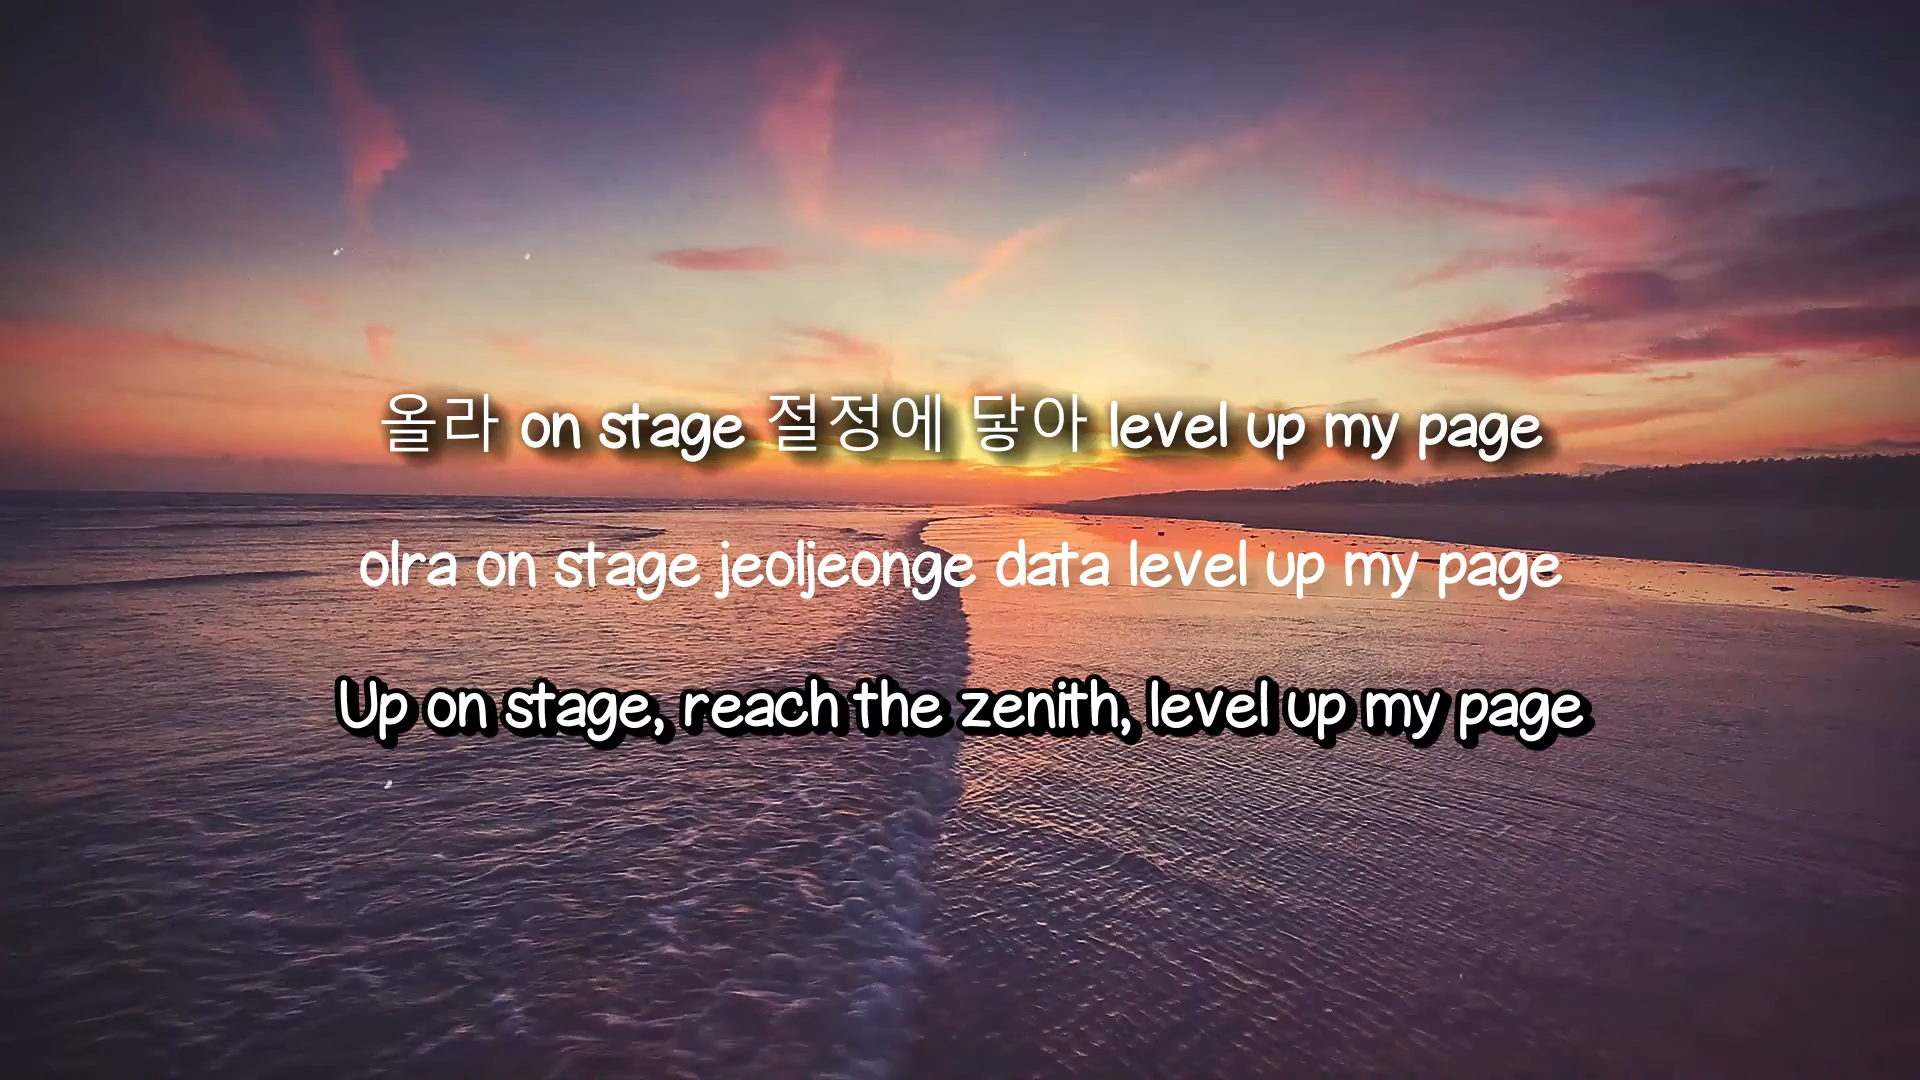 올라 on stage 절정에 닿아 level up my page
olra on stage jeoljeonge data level up my page
Up on stage, reach the zenith, level up my page